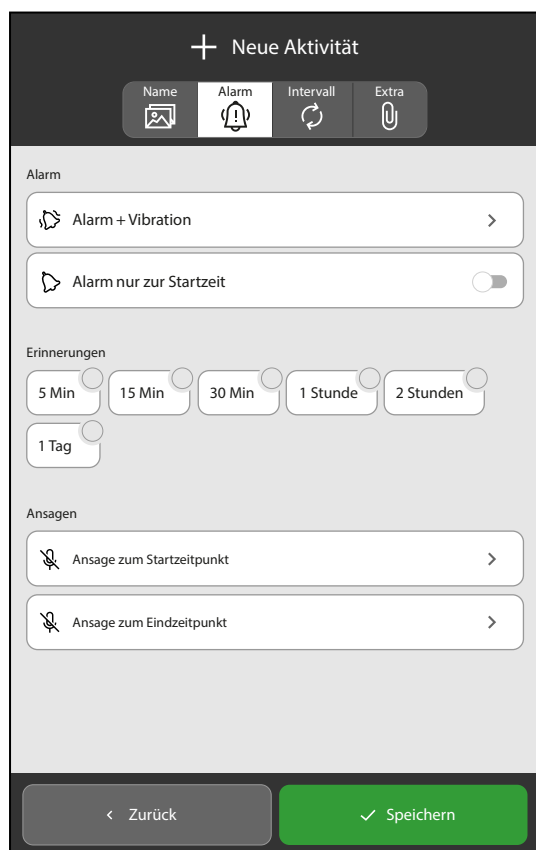 Neue Aktivität
Name Alarm Intervall Extra
Alarm
Alarm + Vibration
Alarm nur zur Startzeit
Erinnerungen
5 Min 15 Min 30 Min 1 Stunde 2 Stunden
1 Tag
Ansagen
Ansage zum Startzeitpunkt
Ansage zum Eindzeitpunkt
Zurück Speichern